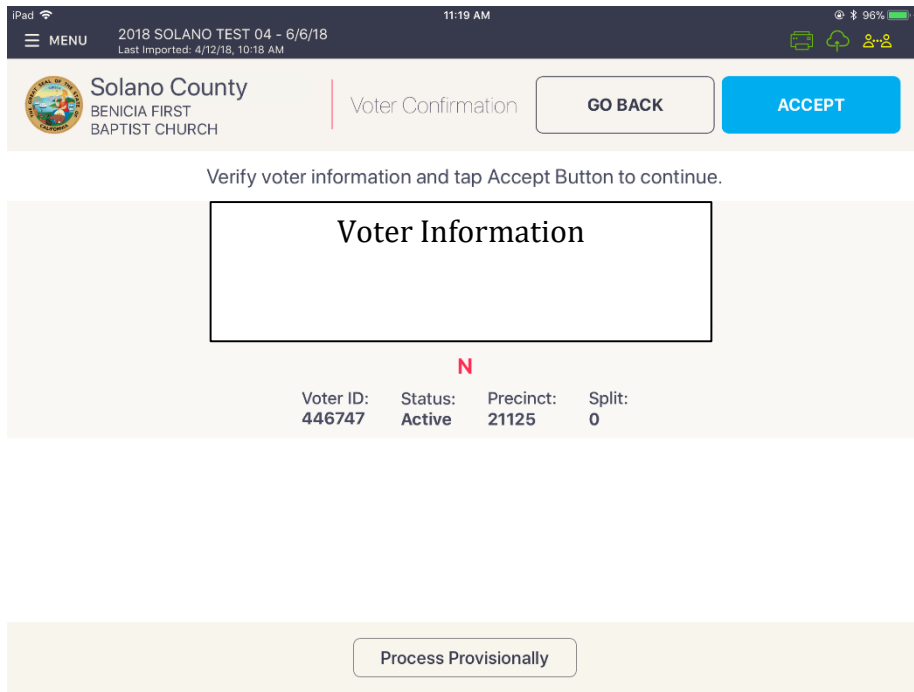 iPad 11:19 AM 96%
MENU 2018 SOLANO TEST 04 - 6/6/18
Last Imported: 4/12/18, 10:18 AM
Solano County
BENICIA FIRST
BAPTIST CHURCH
Voter Confirmation GO BACK ACCEPT
Verify voter information and tap Accept Button to continue.
Voter Information
N
Voter ID: Status: Precinct: Split:
446747 Active 21125 0
Process Provisionally